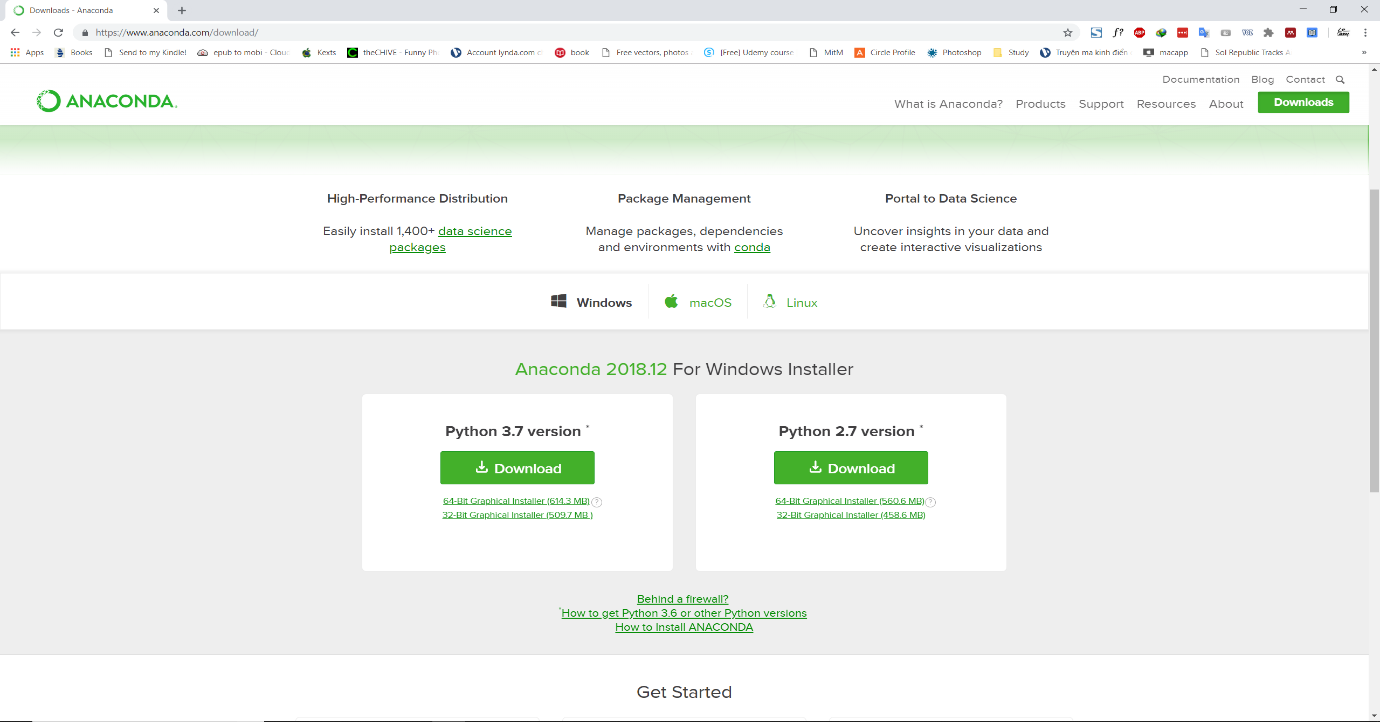 Downloads - Anaconda
https://www.anaconda.com/download/
Apps Books Send to my Kindle! epub to mobi - Clou Kexts theCHIVE - Funny Ph Account lynda.com c book Free vectors, photos [Free] Udemy course MitM Circle Profile Photoshop Study Truyện ma kinh điển macapp Sol Republic Tracks A
Documentation Blog Contact
ANACONDA.
What is Anaconda? Products Support Resources About Downloads
High-Performance Distribution
Easily install 1,400+ data science
packages
Package Management
Manage packages, dependencies
and environments with conda
Portal to Data Science
Uncover insights in your data and
create interactive visualizations
Windows macOS Linux
Anaconda 2018.12 For Windows Installer
Python 3.7 version *
Download
64-Bit Graphical Installer (614.3 MB) ?
32-Bit Graphical Installer (509.7 MB )
Python 2.7 version *
Download
64-Bit Graphical Installer (560.6 MB) ?
32-Bit Graphical Installer (458.6 MB)
Behind a firewall?
*How to get Python 3.6 or other Python versions
How to Install ANACONDA
Get Started